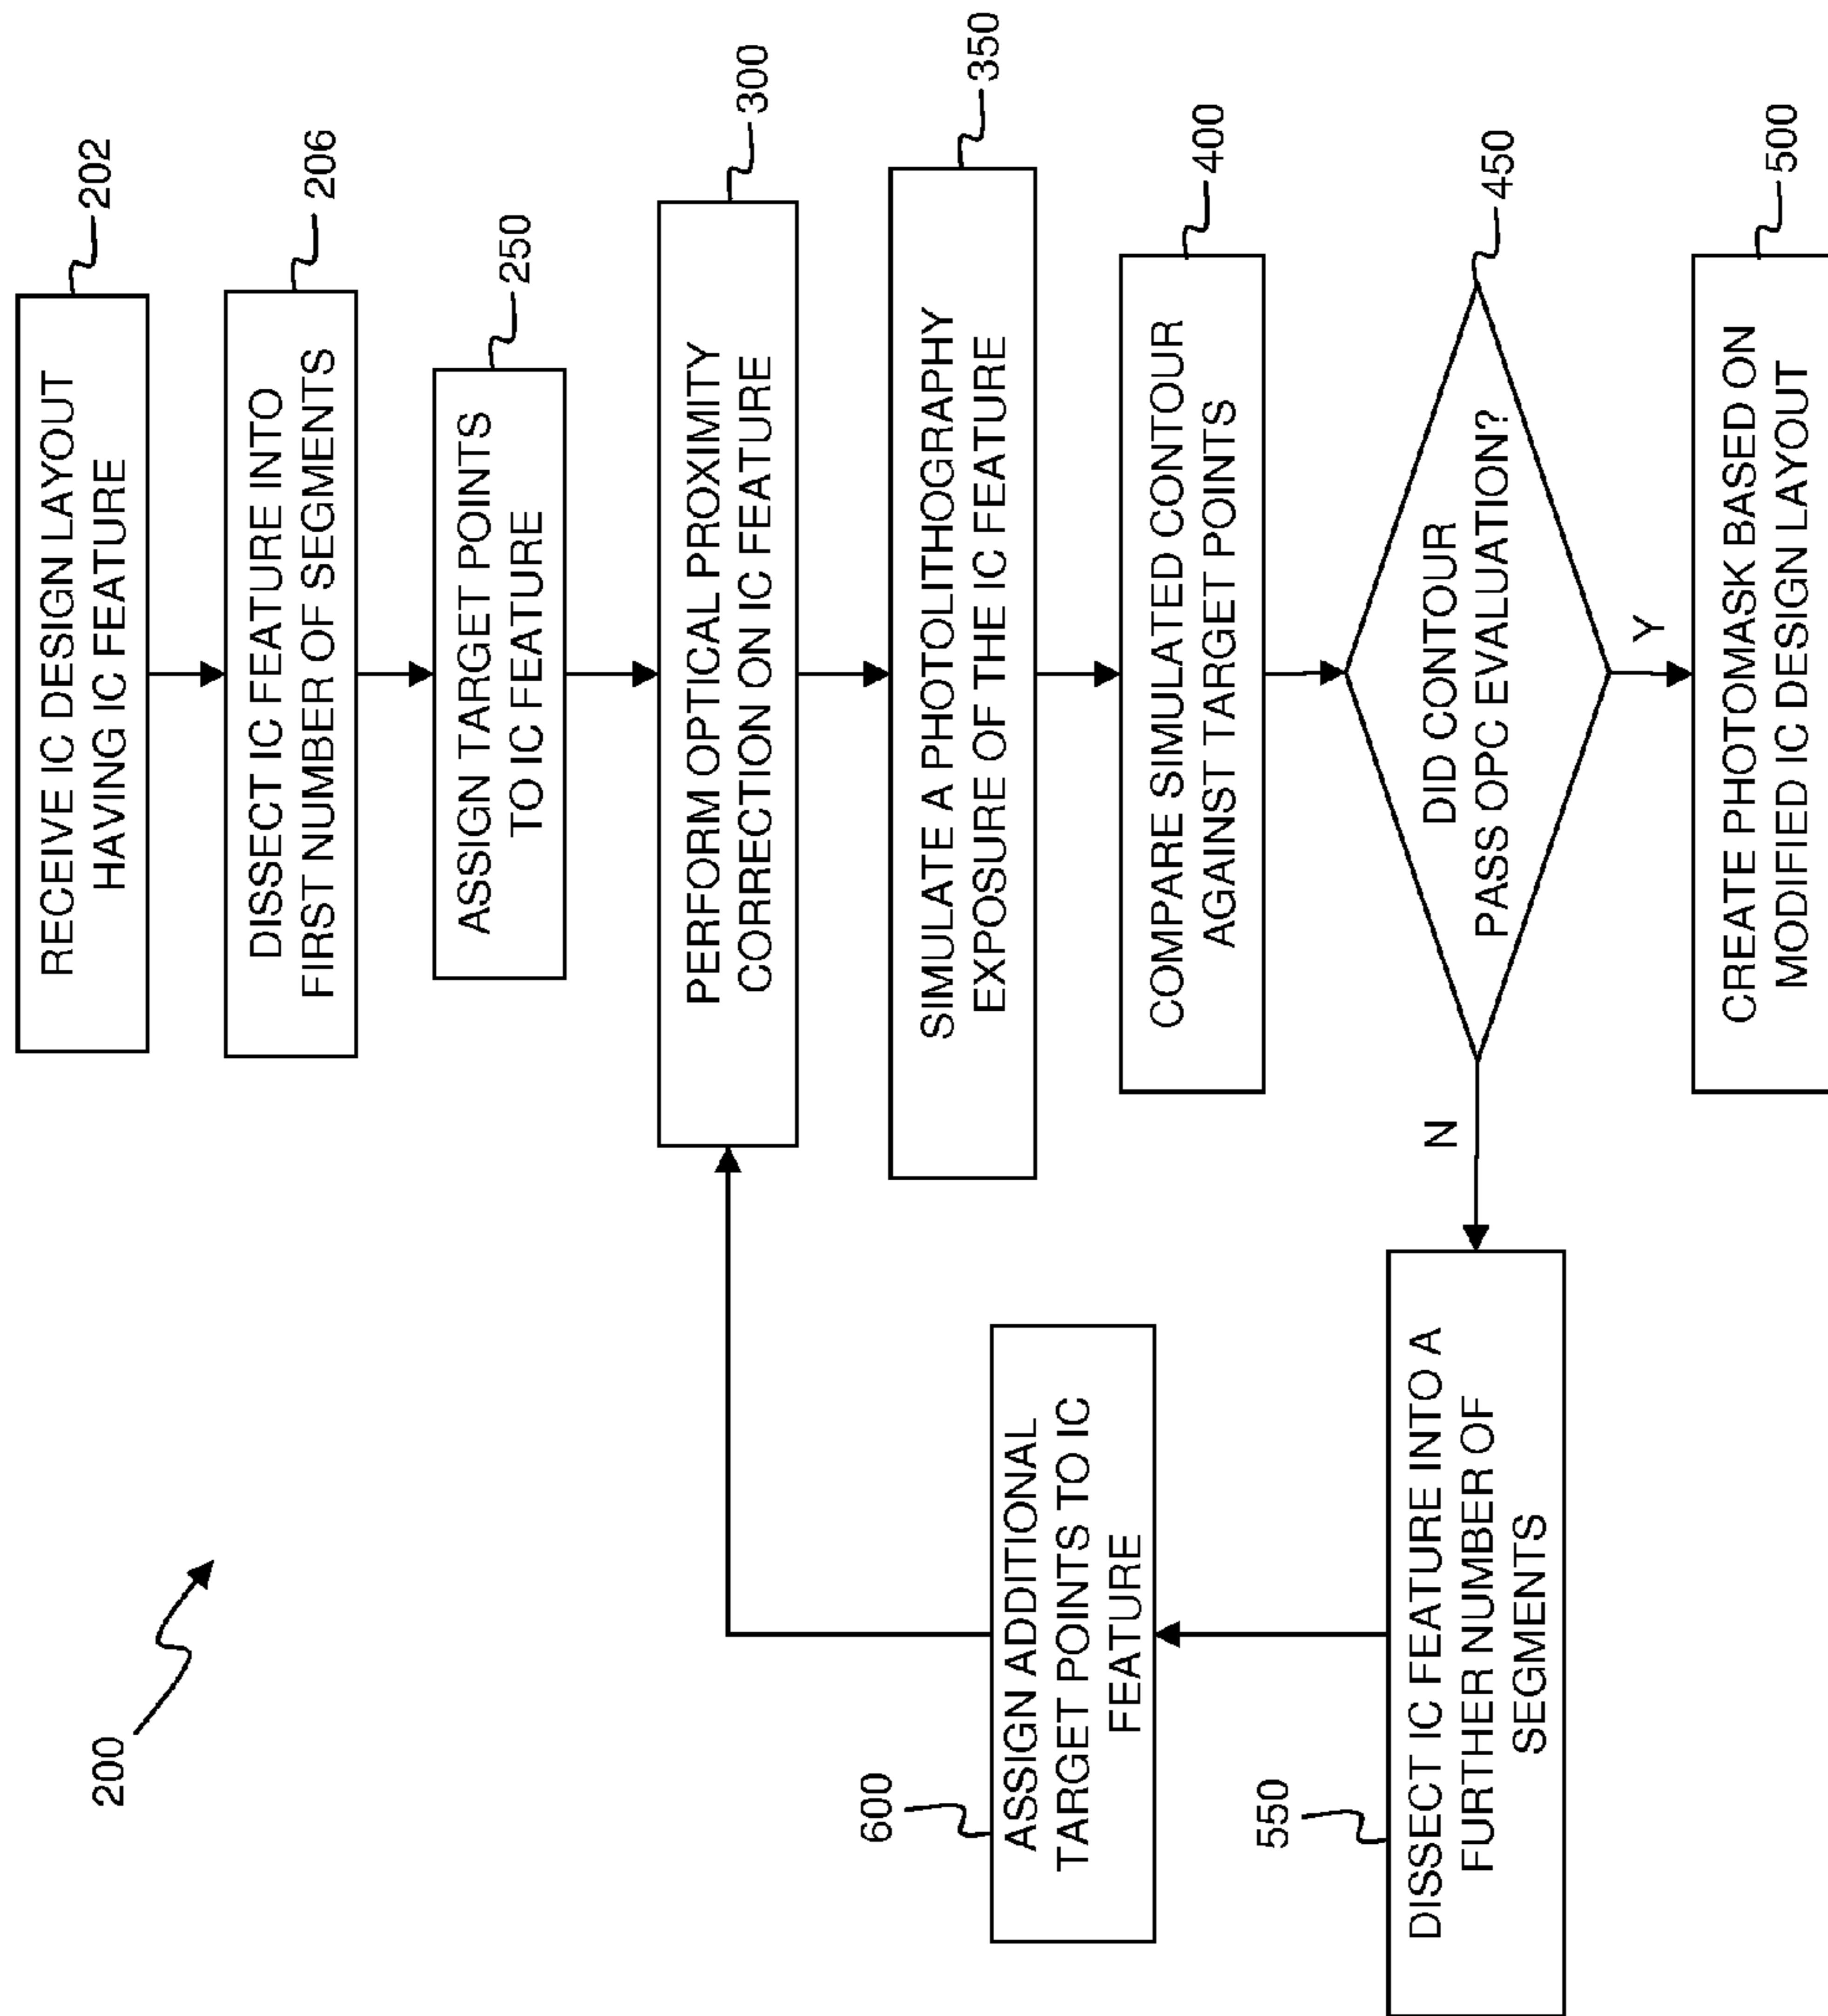 200
RECEIVE IC DESIGN LAYOUT
HAVING IC FEATURE
202
DISSECT IC FEATURE INTO
FIRST NUMBER OF SEGMENTS
206
ASSIGN TARGET POINTS
TO IC FEATURE
250
PERFORM OPTICAL PROXIMITY
CORRECTION ON IC FEATURE
300
SIMULATE A PHOTOLITHOGRAPHY
EXPOSURE OF THE IC FEATURE
350
COMPARE SIMULATED CONTOUR
AGAINST TARGET POINTS
400
DID CONTOUR
PASS OPC EVALUATION?
450
N
Y
CREATE PHOTOMASK BASED ON
MODIFIED IC DESIGN LAYOUT
500
DISSECT IC FEATURE INTO A
FURTHER NUMBER OF
SEGMENTS
550
ASSIGN ADDITIONAL
TARGET POINTS TO IC
FEATURE
600